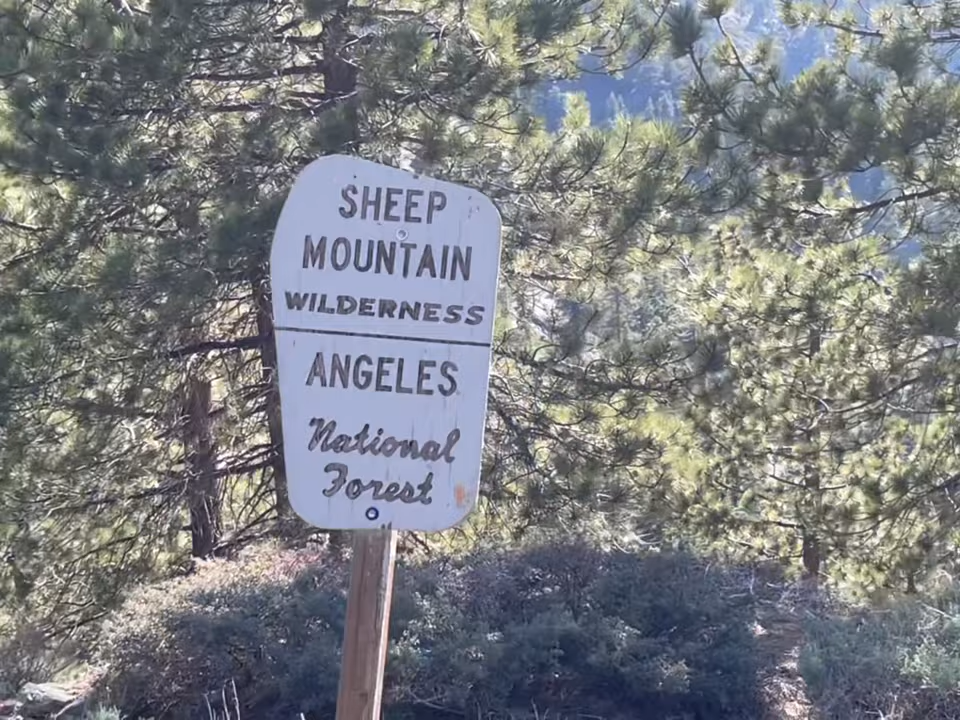 SHEEP
MOUNTAIN
WILDERNESS
ANGELES
National
Forest